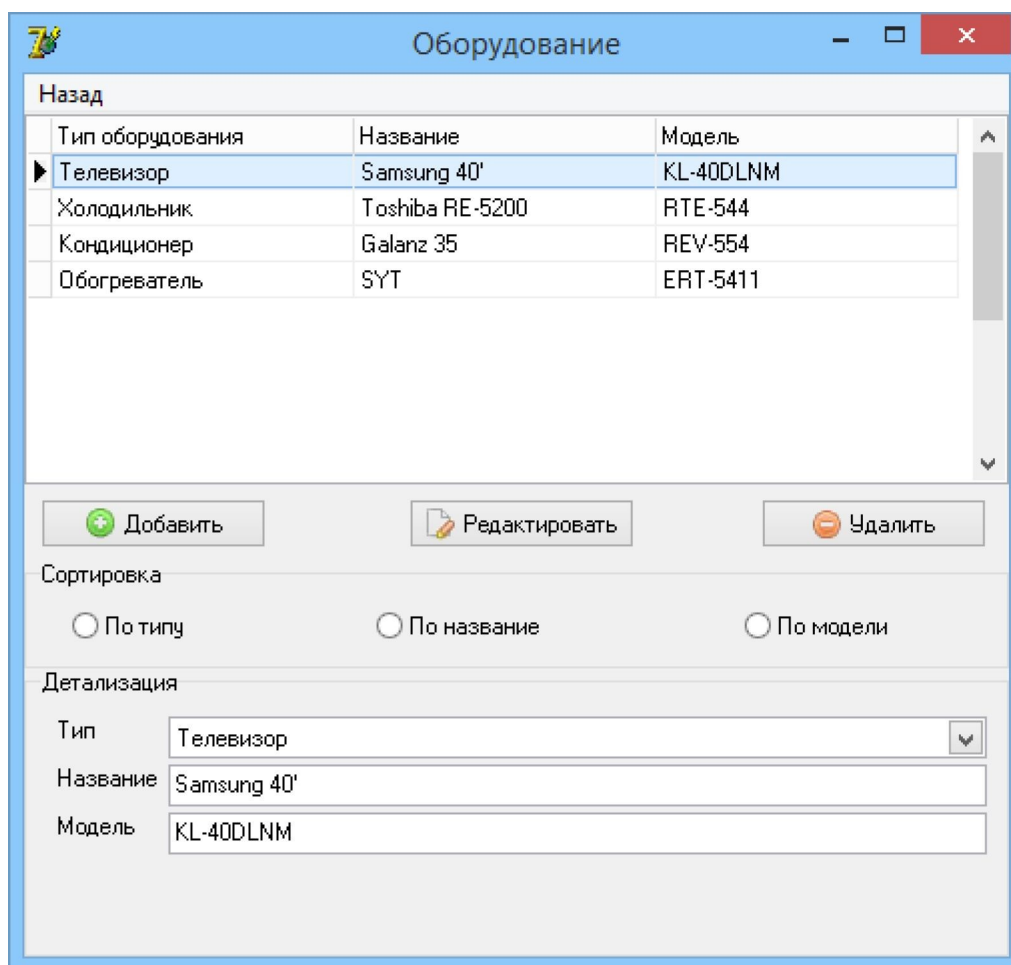 Оборудование
Назад
Тип оборудования Название Модель
Телевизор Samsung 40' KL-40DLNM
Холодильник Toshiba RE-5200 RTE-544
Кондиционер Galanz 35 REV-554
Обогреватель SYT ERT-5411
Добавить Редактировать Удалить
Сортировка
По типу По название По модели
Детализация
Тип Телевизор
Название Samsung 40'
Модель KL-40DLNM